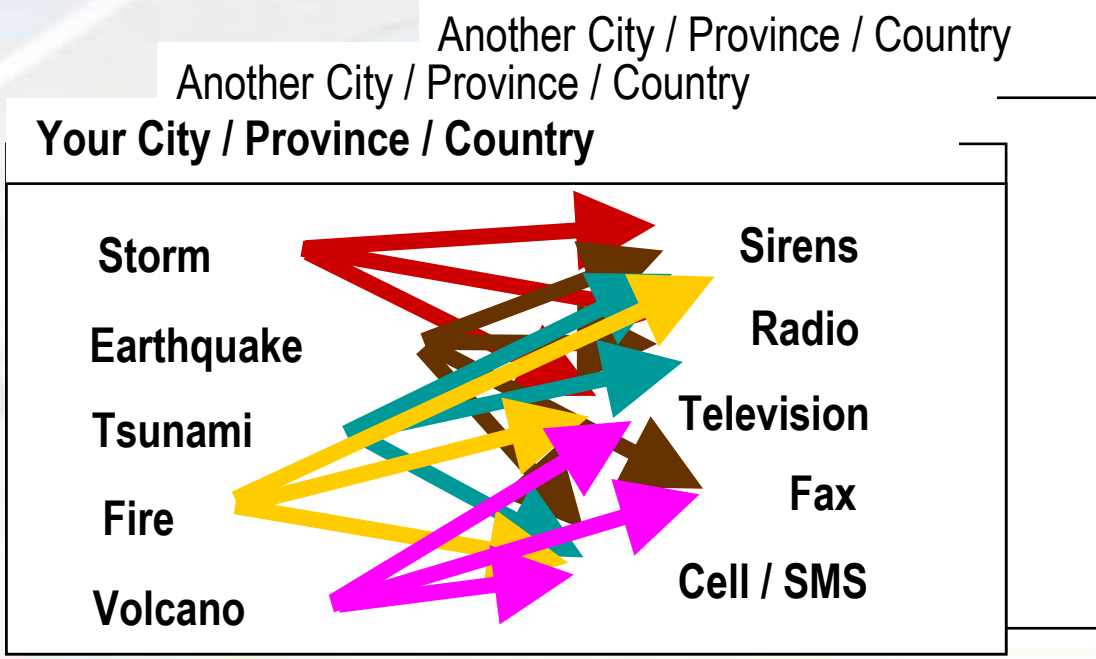 Another City / Province / Country
Another City / Province / Country
Your City / Province / Country
Storm
Earthquake
Tsunami
Fire
Volcano
Sirens
Radio
Television
Fax
Cell / SMS